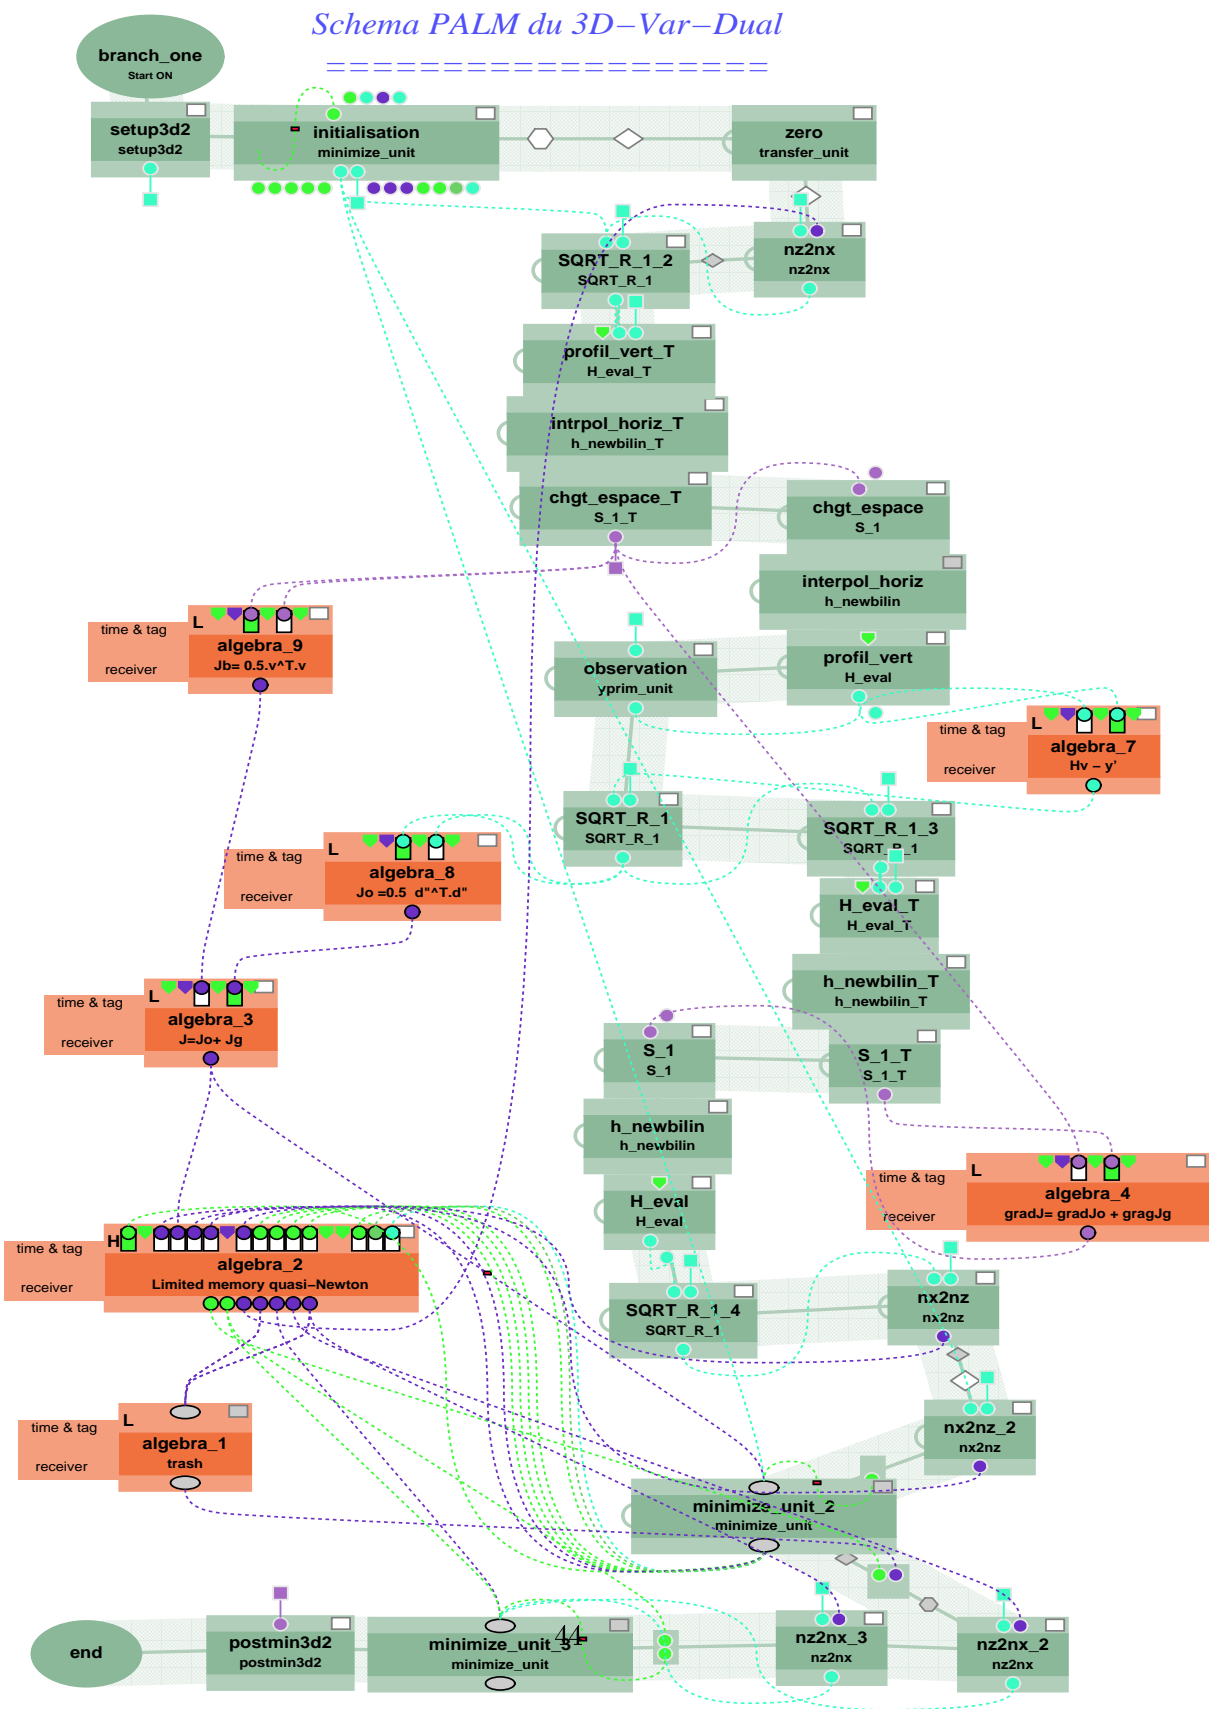 Schema PALM du 3D−Var−Dual
===================
branch_one
Start ON
setup3d2
setup3d2
initialisation
minimize_unit
zero
transfer_unit
SQRT_R_1_2
SQRT_R_1
nz2nx
nz2nx
profil_vert_T
H_eval_T
intrpol_horiz_T
h_newbilin_T
chgt_espace_T
S_1_T
chgt_espace
S_1
interpol_horiz
h_newbilin
time & tag
receiver
L
algebra_9
Jb= 0.5.v^T.v
observation
yprim_unit
profil_vert
H_eval
time & tag
receiver
L
algebra_7
Hv − y'
SQRT_R_1
SQRT_R_1
SQRT_R_1_3
SQRT_R_1
time & tag
receiver
L
algebra_8
Jo =0.5 d"^T.d"
H_eval_T
H_eval_T
time & tag
receiver
L
algebra_3
J=Jo+ Jg
h_newbilin_T
h_newbilin_T
S_1
S_1
S_1_T
S_1_T
h_newbilin
h_newbilin
time & tag
receiver
L
algebra_4
gradJ= gradJo + gragJg
H_eval
H_eval
time & tag
receiver
H
algebra_2
Limited memory quasi−Newton
SQRT_R_1_4
SQRT_R_1
nx2nz
nx2nz
time & tag
receiver
L
algebra_1
trash
nx2nz_2
nx2nz
minimize_unit_2
minimize_unit
end
postmin3d2
postmin3d2
minimize_unit_3
minimize_unit
44
nz2nx_3
nz2nx
nz2nx_2
nz2nx